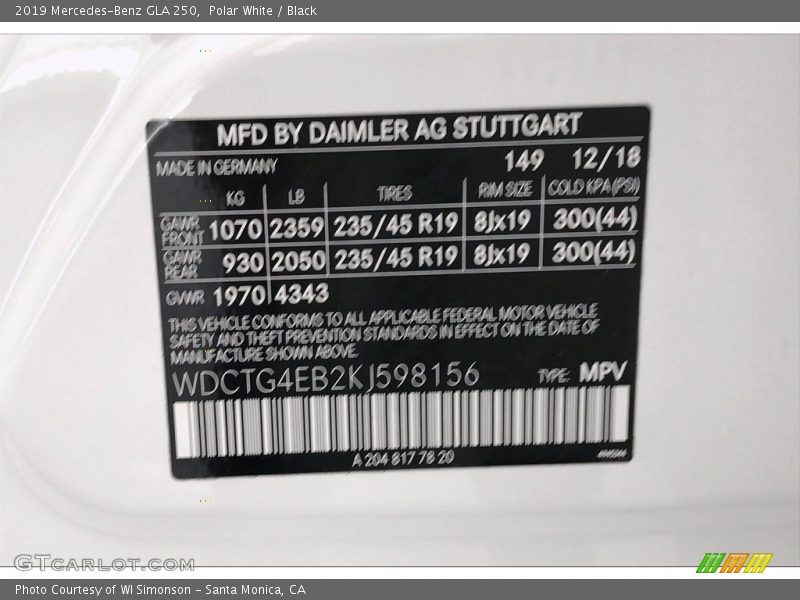 2019 Mercedes-Benz GLA 250, Polar White / Black
MFD BY DAIMLER AG STUTTGART
MADE IN GERMANY 149 12/18
KG LB TIRES RIM SIZE COLD KPA(PSI)
GAWR FRONT 1070 2359 235/45 R19 8Jx19 300(44)
GAWR REAR 930 2050 235/45 R19 8Jx19 300(44)
GVWR 1970 4343
THIS VEHICLE CONFORMS TO ALL APPLICABLE FEDERAL MOTOR VEHICLE
SAFETY AND THEFT PREVENTION STANDARDS IN EFFECT ON THE DATE OF
MANUFACTURE SHOWN ABOVE.
WDCTG4EB2KJ598156 TYPE: MPV
A 204 817 78 20
GTCARLOT.COM
Photo Courtesy of WI Simonson - Santa Monica, CA